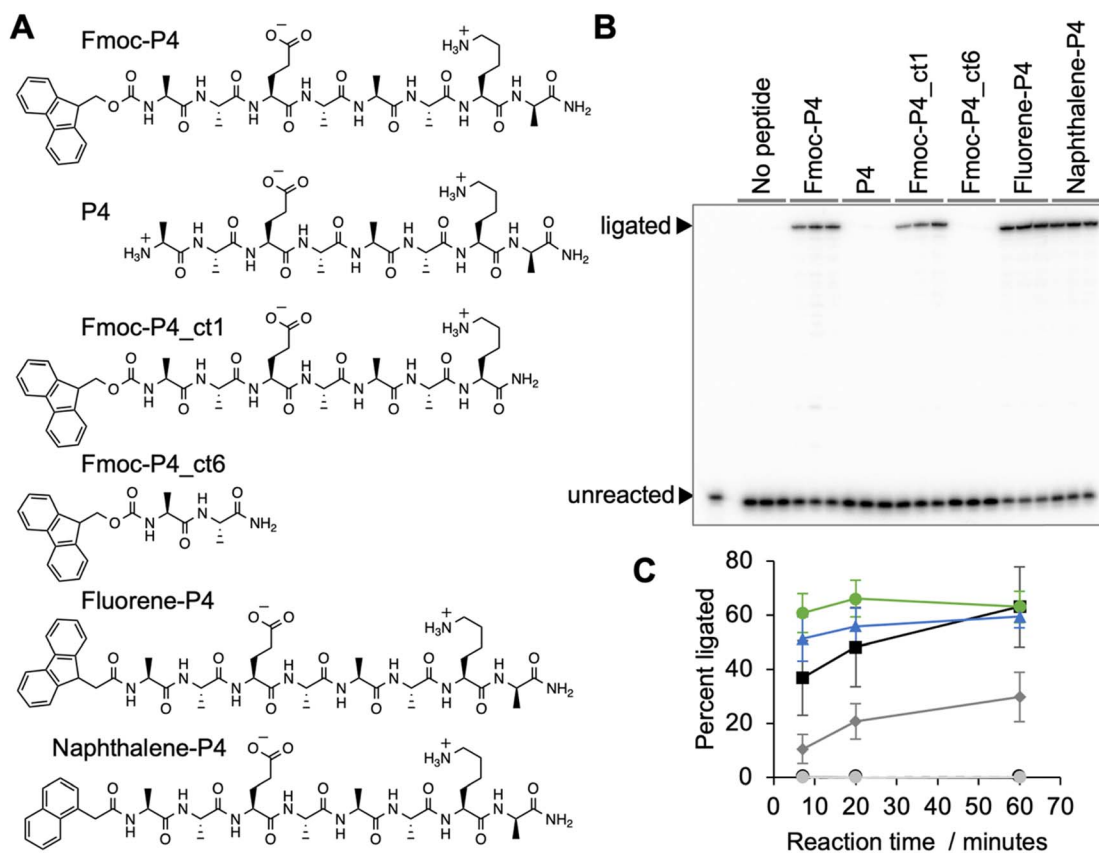 A
Fmoc-P4
P4
Fmoc-P4_ct1
Fmoc-P4_ct6
Fluorene-P4
Naphthalene-P4
B
No peptide
Fmoc-P4
P4
Fmoc-P4_ct1
Fmoc-P4_ct6
Fluorene-P4
Naphthalene-P4
ligated
unreacted
C
Percent ligated
80
60
40
20
0
0 10 20 30 40 50 60 70
Reaction time / minutes